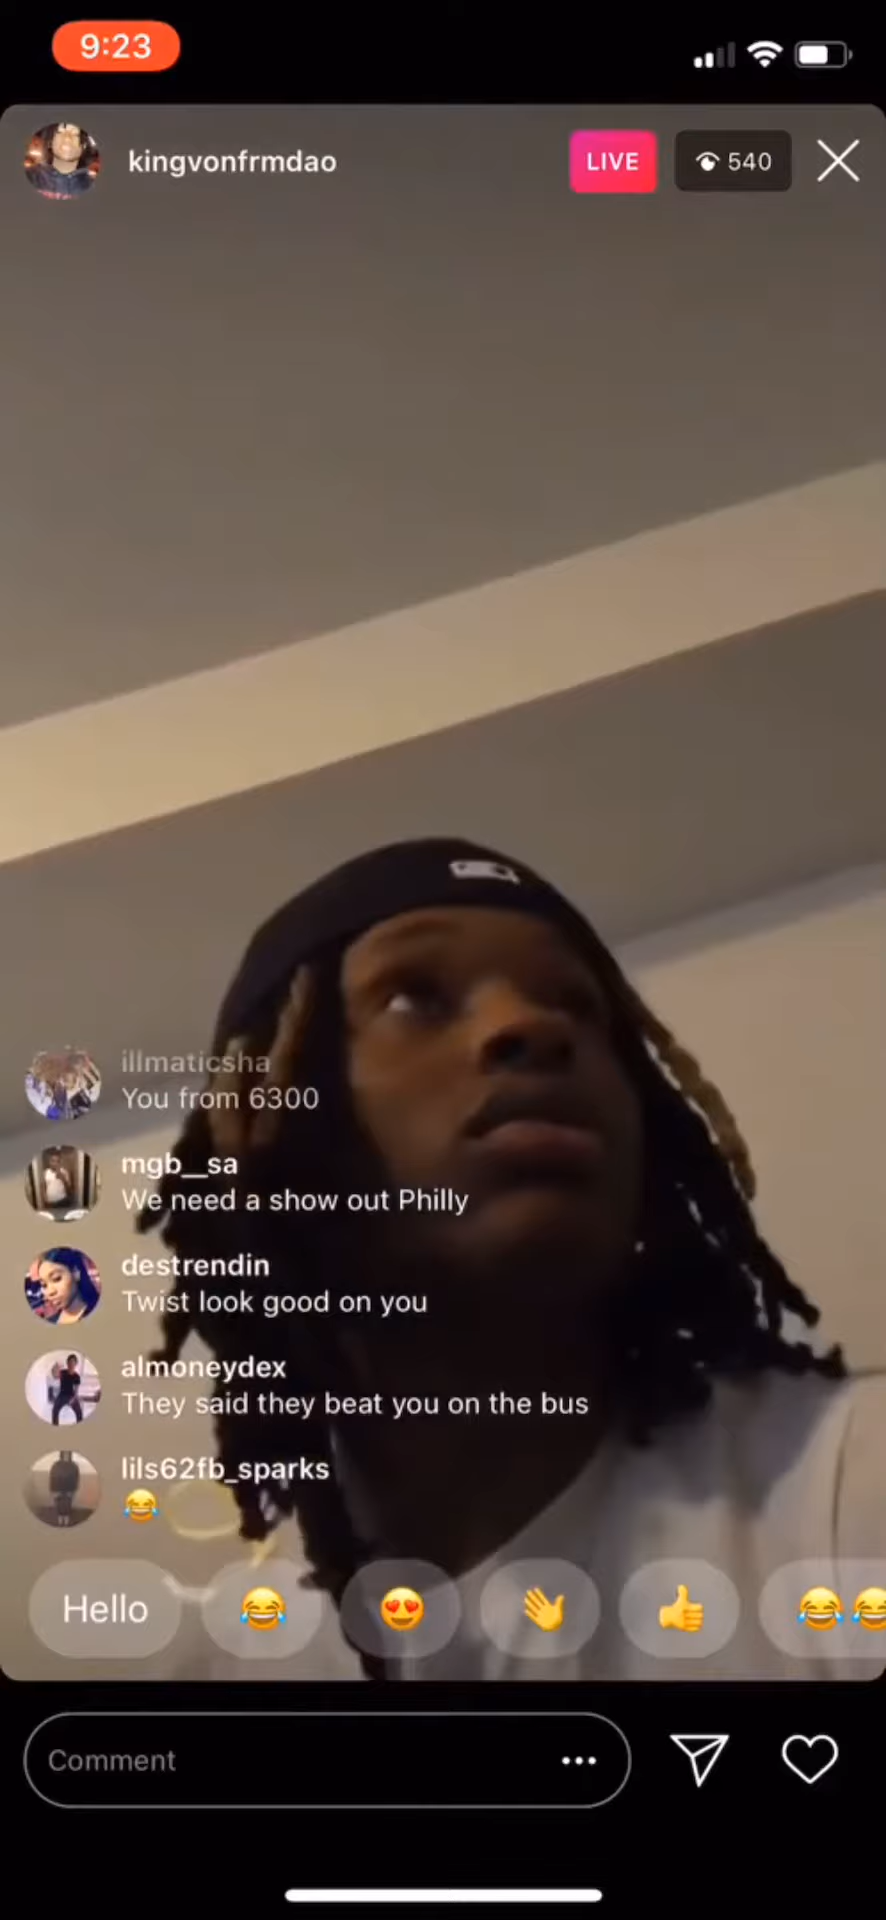 9:23
kingvonfrmdao
LIVE
540
illmaticsha
You from 6300
mgb__sa
We need a show out Philly
destrendin
Twist look good on you
almoneydex
They said they beat you on the bus
lils62fb_sparks
😂
Hello
😂
😍
👋
👍
😂😂
Comment